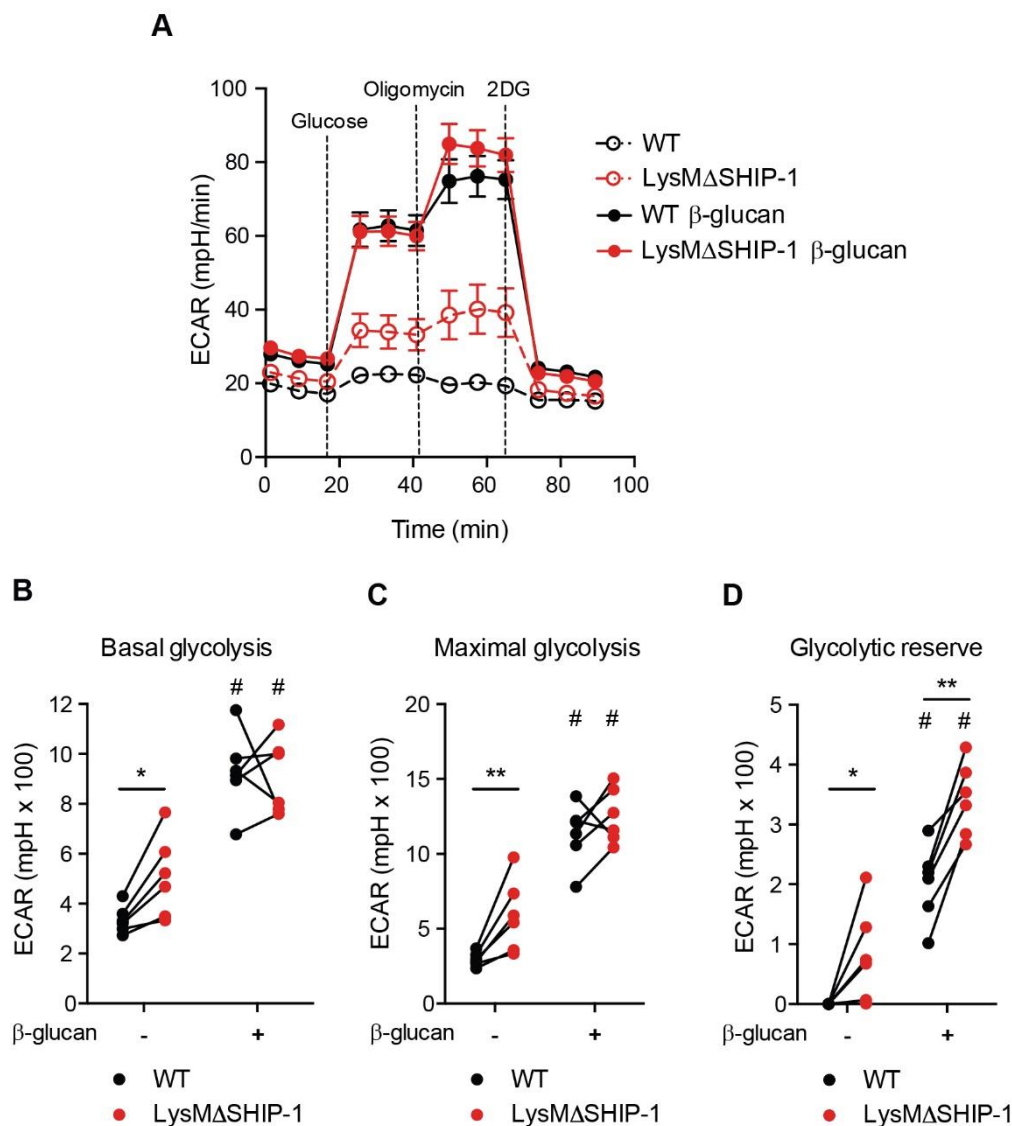 A
ECAR (mpH/min)
100
80
60
40
20
0
Glucose
Oligomycin
2DG
0 20 40 60 80 100
Time (min)
WT
LysMΔSHIP-1
WT β-glucan
LysMΔSHIP-1 β-glucan
B
Basal glycolysis
ECAR (mpH x 100)
12
10
8
6
4
2
0
*
# #
β-glucan - +
WT
LysMΔSHIP-1
C
Maximal glycolysis
ECAR (mpH x 100)
20
15
10
5
0
**
# #
β-glucan - +
WT
LysMΔSHIP-1
D
Glycolytic reserve
ECAR (mpH x 100)
5
4
3
2
1
0
*
**
# #
β-glucan - +
WT
LysMΔSHIP-1